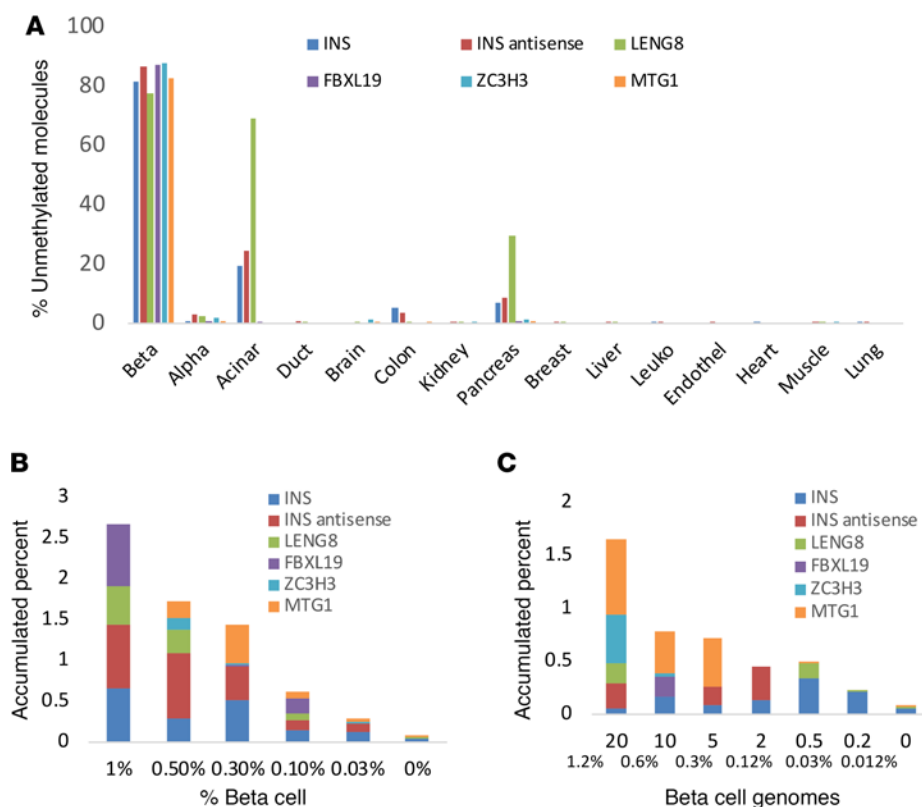 A
% Unmethylated molecules
100
80
60
40
20
0
INS
INS antisense
LENG8
FBXL19
ZC3H3
MTG1
Beta
Alpha
Acinar
Duct
Brain
Colon
Kidney
Pancreas
Breast
Liver
Leuko
Endothel
Heart
Muscle
Lung
B
Accumulated percent
3
2.5
2
1.5
1
0.5
0
INS
INS antisense
LENG8
FBXL19
ZC3H3
MTG1
1% 0.50% 0.30% 0.10% 0.03% 0%
% Beta cell
C
Accumulated percent
2
1.5
1
0.5
0
INS
INS antisense
LENG8
FBXL19
ZC3H3
MTG1
20 10 5 2 0.5 0.2 0
1.2% 0.6% 0.3% 0.12% 0.03% 0.012%
Beta cell genomes